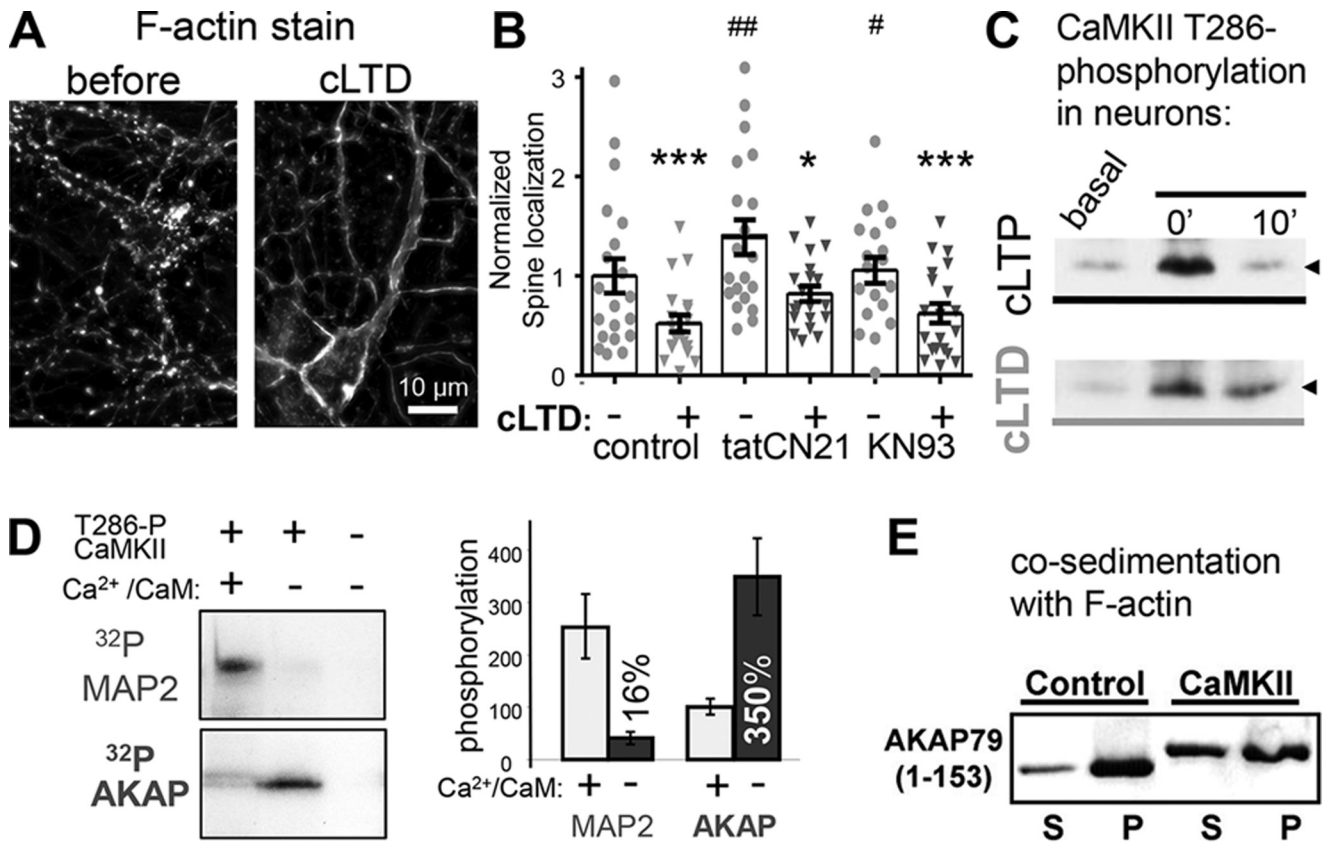 A
F-actin stain
before
cLTD
10 µm
B
##
#
3
2
1
0
Normalized
Spine localization
***
*
***
cLTD:
-
+
-
+
-
+
control
tatCN21
KN93
C
CaMKII T286-
phosphorylation
in neurons:
basal
0'
10'
cLTP
cLTD
D
T286-P
CaMKII
+
+
-
Ca²⁺ /CaM:
+
-
-
³²P
MAP2
³²P
AKAP
phosphorylation
400
300
200
100
0
16%
350%
Ca²⁺/CaM:
+
-
+
-
MAP2
AKAP
E
co-sedimentation
with F-actin
Control
CaMKII
AKAP79
(1-153)
S
P
S
P